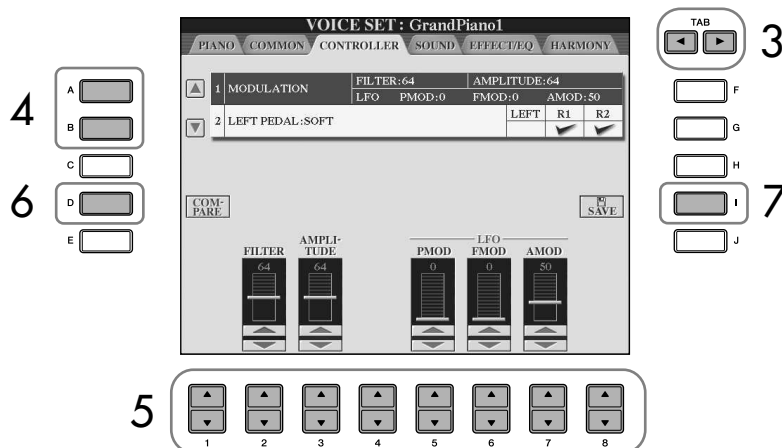 VOICE SET : GrandPiano1
PIANO COMMON CONTROLLER SOUND EFFECT/EQ HARMONY
TAB
3
1 MODULATION FILTER:64 AMPLITUDE:64
LFO PMOD:0 FMOD:0 AMOD:50
2 LEFT PEDAL:SOFT LEFT R1 R2
4
A
B
C
6
D
E
F
G
H
7
I
J
COM-
PARE
SAVE
LFO
FILTER AMPLI-
TUDE PMOD FMOD AMOD
64 64 0 0 50
5
1 2 3 4 5 6 7 8